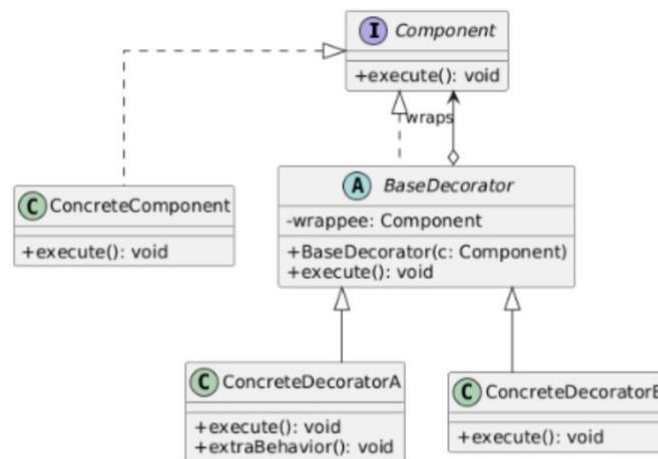 I Component
+execute(): void
wraps
A BaseDecorator
-wrappee: Component
+BaseDecorator(c: Component)
+execute(): void
C ConcreteComponent
+execute(): void
C ConcreteDecoratorA
+execute(): void
+extraBehavior(): void
C ConcreteDecoratorB
+execute(): void